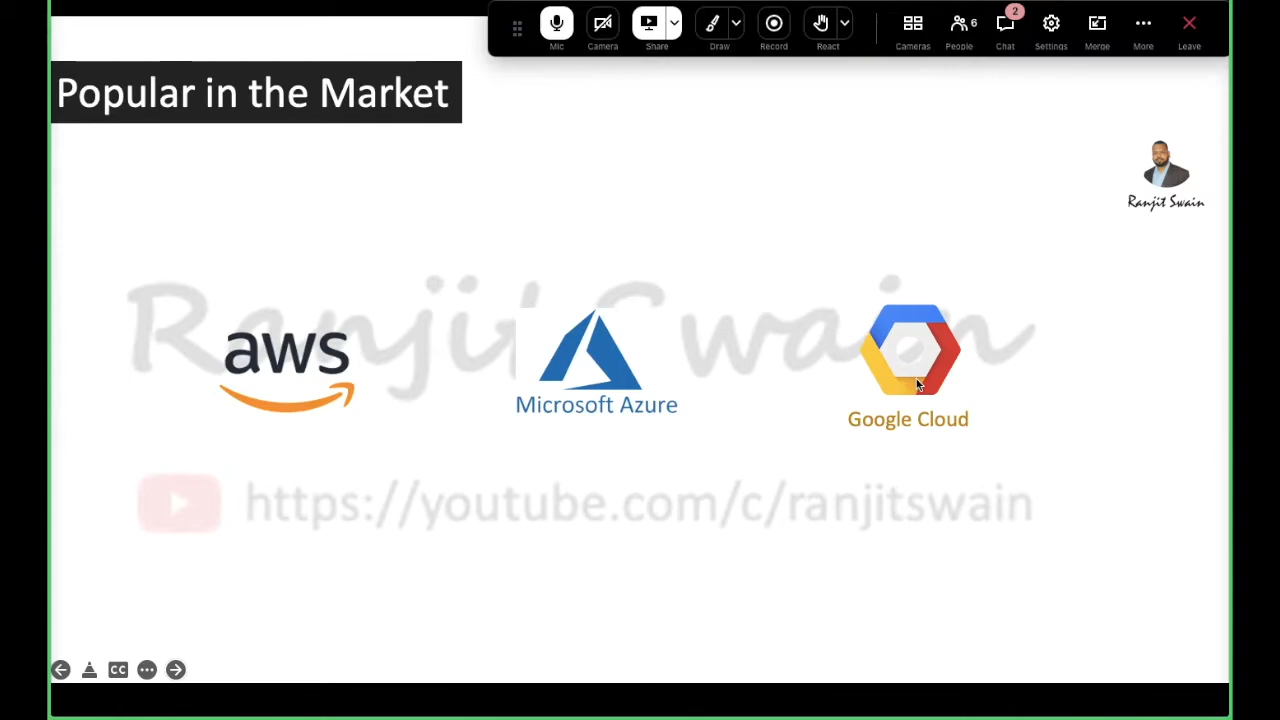 Mic Camera Share Draw Record React Cameras People 6 Chat 2 Settings Merge More Leave
Popular in the Market
Ranjit Swain
Ranjit Swain
aws
Microsoft Azure
Google Cloud
https://youtube.com/c/ranjitswain
CC